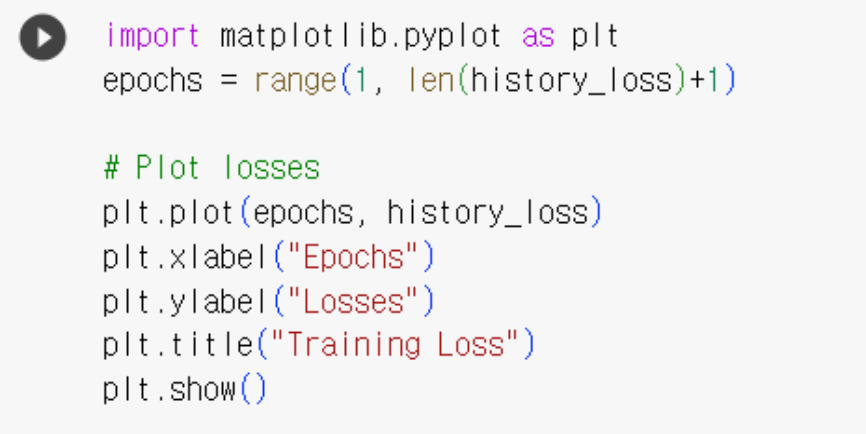 import matplotlib.pyplot as plt
epochs = range(1, len(history_loss)+1)
# Plot losses
plt.plot(epochs, history_loss)
plt.xlabel("Epochs")
plt.ylabel("Losses")
plt.title("Training Loss")
plt.show()